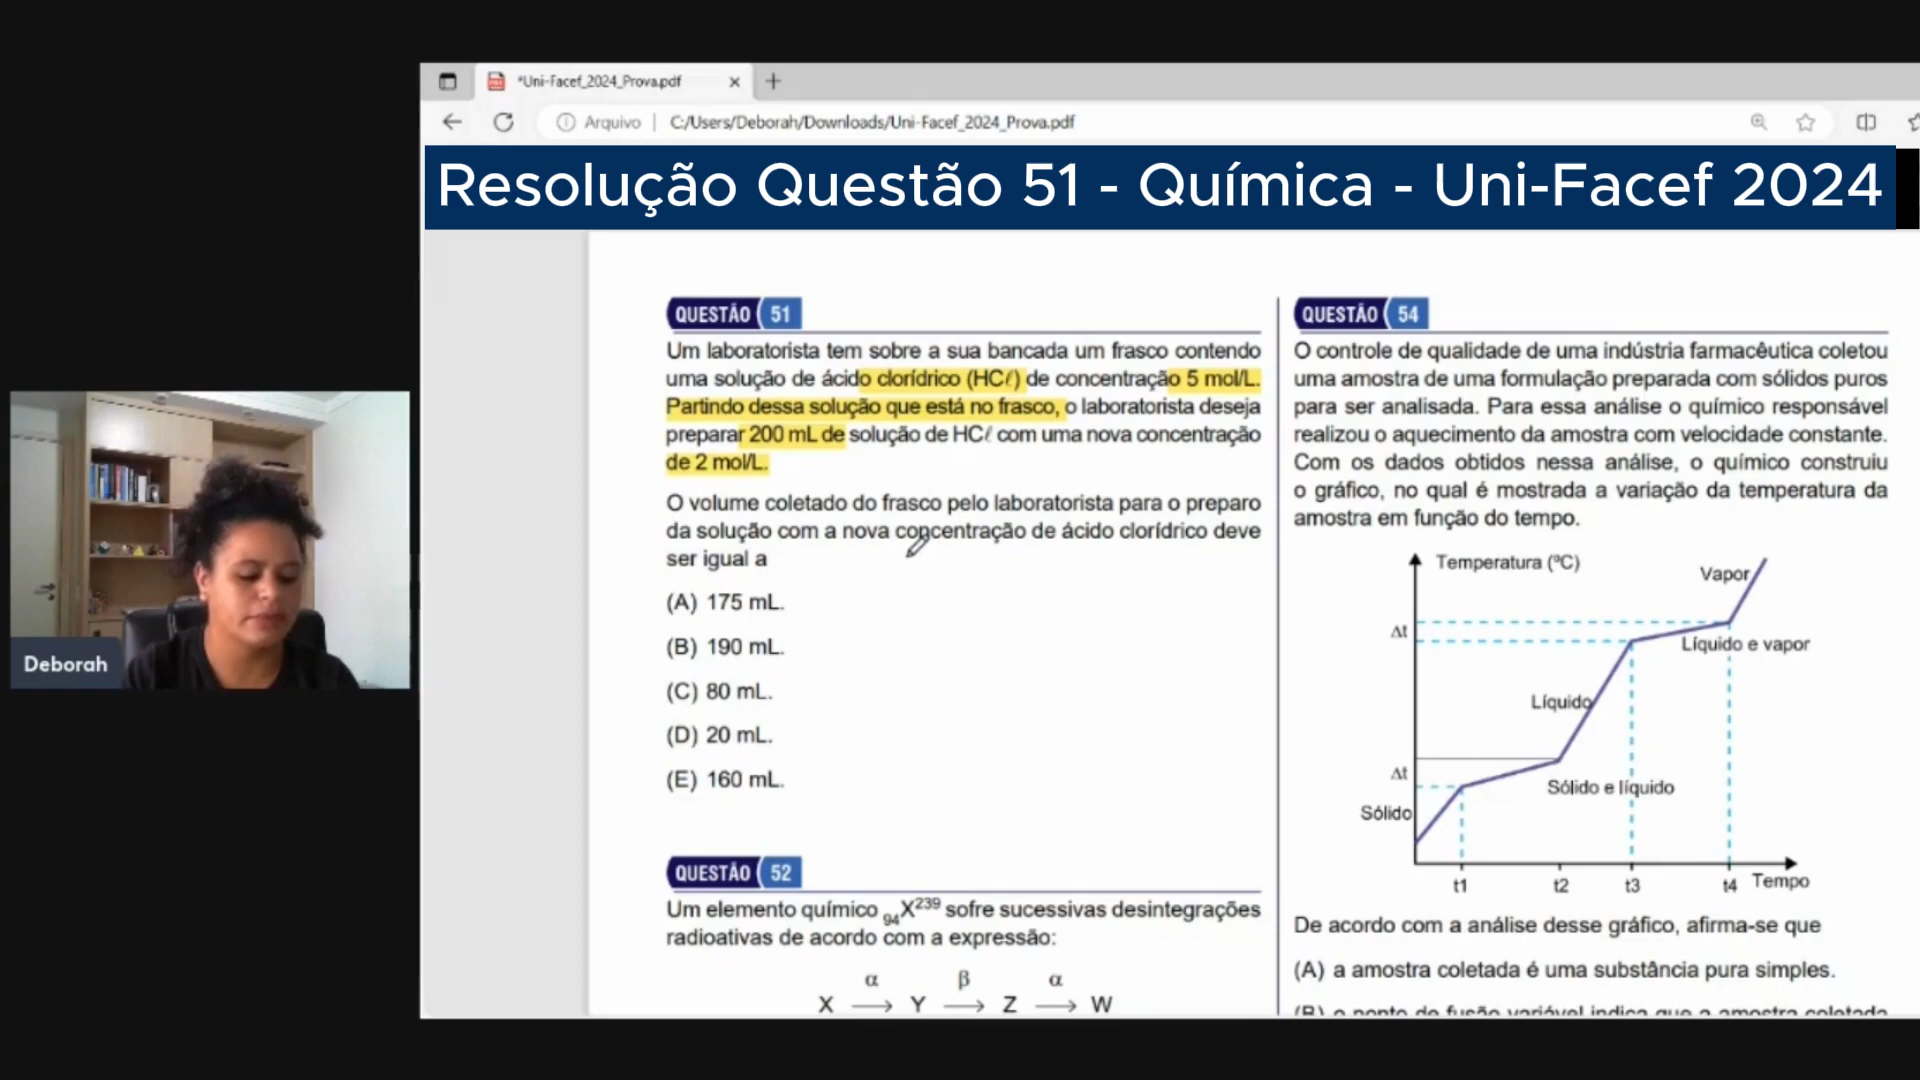 *Uni-Facef_2024_Prova.pdf
Arquivo | C:/Users/Deborah/Downloads/Uni-Facef_2024_Prova.pdf
Resolução Questão 51 - Química - Uni-Facef 2024
QUESTÃO 51
Um laboratorista tem sobre a sua bancada um frasco contendo
uma solução de ácido clorídrico (HCℓ) de concentração 5 mol/L.
Partindo dessa solução que está no frasco, o laboratorista deseja
preparar 200 mL de solução de HCℓ com uma nova concentração
de 2 mol/L.
O volume coletado do frasco pelo laboratorista para o preparo
da solução com a nova concentração de ácido clorídrico deve
ser igual a
(A) 175 mL.
(B) 190 mL.
(C) 80 mL.
(D) 20 mL.
(E) 160 mL.
QUESTÃO 52
Um elemento químico ₉₄X²³⁹ sofre sucessivas desintegrações
radioativas de acordo com a expressão:
α β α
X → Y → Z → W
QUESTÃO 54
O controle de qualidade de uma indústria farmacêutica coletou
uma amostra de uma formulação preparada com sólidos puros
para ser analisada. Para essa análise o químico responsável
realizou o aquecimento da amostra com velocidade constante.
Com os dados obtidos nessa análise, o químico construiu
o gráfico, no qual é mostrada a variação da temperatura da
amostra em função do tempo.
Temperatura (ºC)
Vapor
Δt
Líquido e vapor
Líquido
Δt
Sólido e líquido
Sólido
t1 t2 t3 t4 Tempo
De acordo com a análise desse gráfico, afirma-se que
(A) a amostra coletada é uma substância pura simples.
(B) o ponto de fusão variável indica que a amostra coletada
Deborah